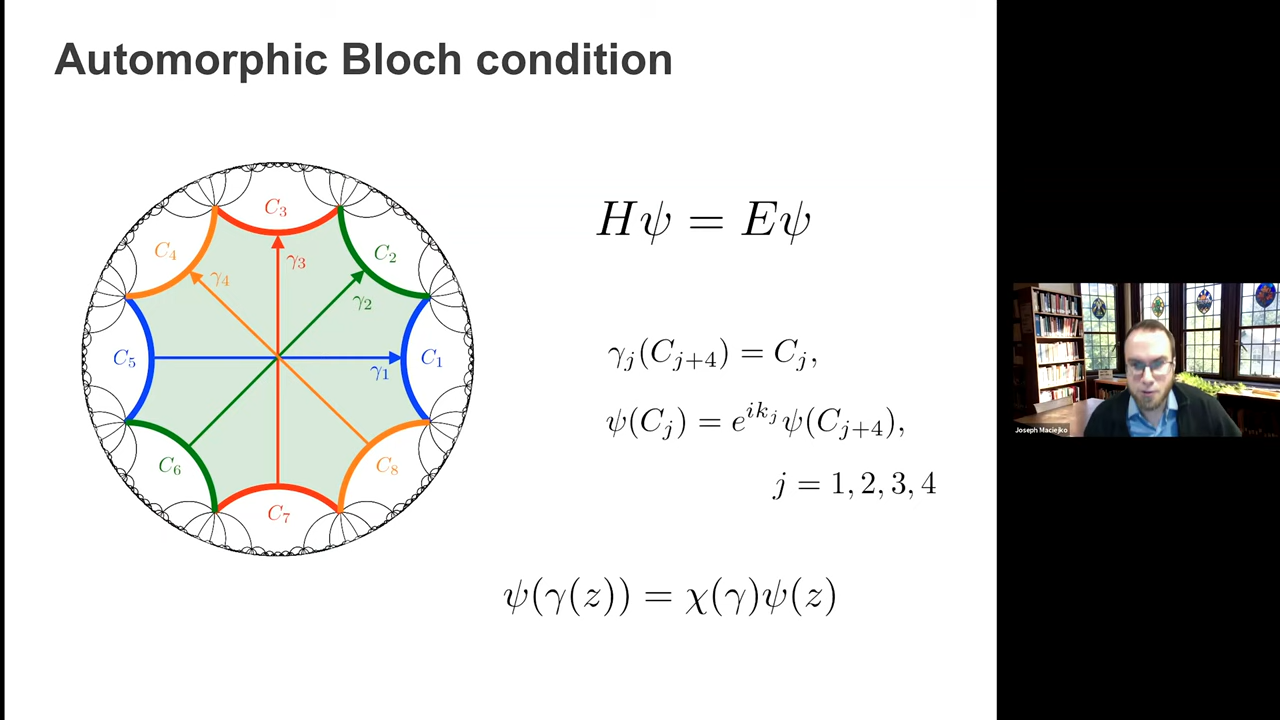 Automorphic Bloch condition
C₃
C₄
C₂
γ₄
γ₃
γ₂
C₅
γ₁
C₁
C₆
C₈
C₇
Hψ = Eψ
γⱼ(Cⱼ₊₄) = Cⱼ,
ψ(Cⱼ) = e^{ikⱼ}ψ(Cⱼ₊₄),
j = 1, 2, 3, 4
ψ(γ(z)) = χ(γ)ψ(z)
Joseph Maciejko